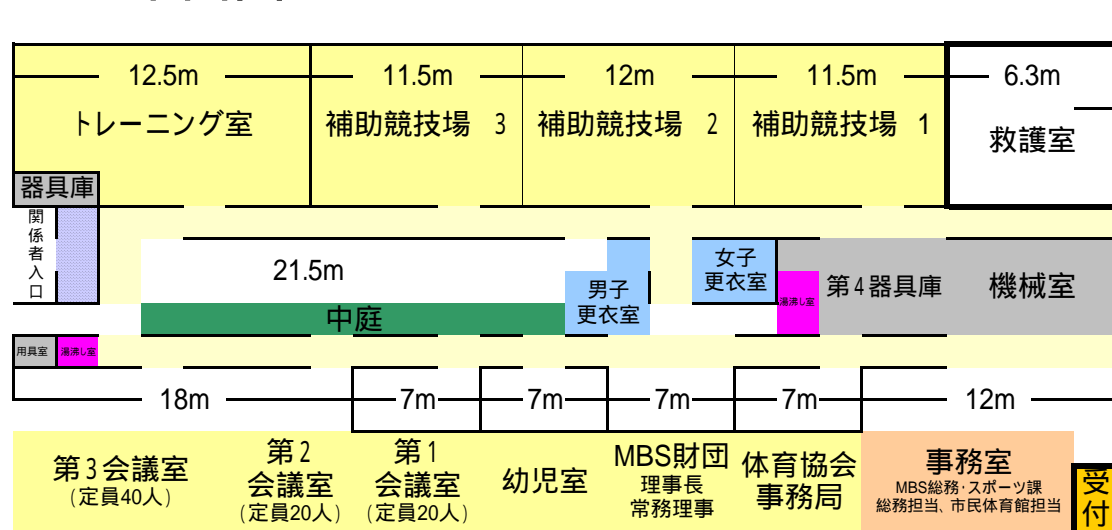 12.5m
11.5m
12m
11.5m
6.3m
トレーニング室
補助競技場 3
補助競技場 2
補助競技場 1
救護室
器具庫
関係者入口
21.5m
中庭
男子
更衣室
女子
更衣室
湯沸し室
第4器具庫
機械室
用具室
湯沸し室
18m
7m
7m
7m
7m
12m
第3会議室
(定員40人)
第2
会議室
(定員20人)
第1
会議室
(定員20人)
幼児室
MBS財団
理事長
常務理事
体育協会
事務局
事務室
MBS総務・スポーツ課
総務担当、市民体育館担当
受付